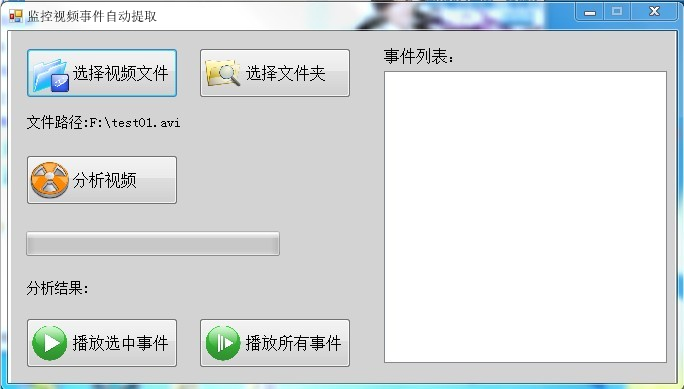 监控视频事件自动提取
选择视频文件
选择文件夹
事件列表：
文件路径:F:\test01.avi
分析视频
分析结果：
播放选中事件
播放所有事件